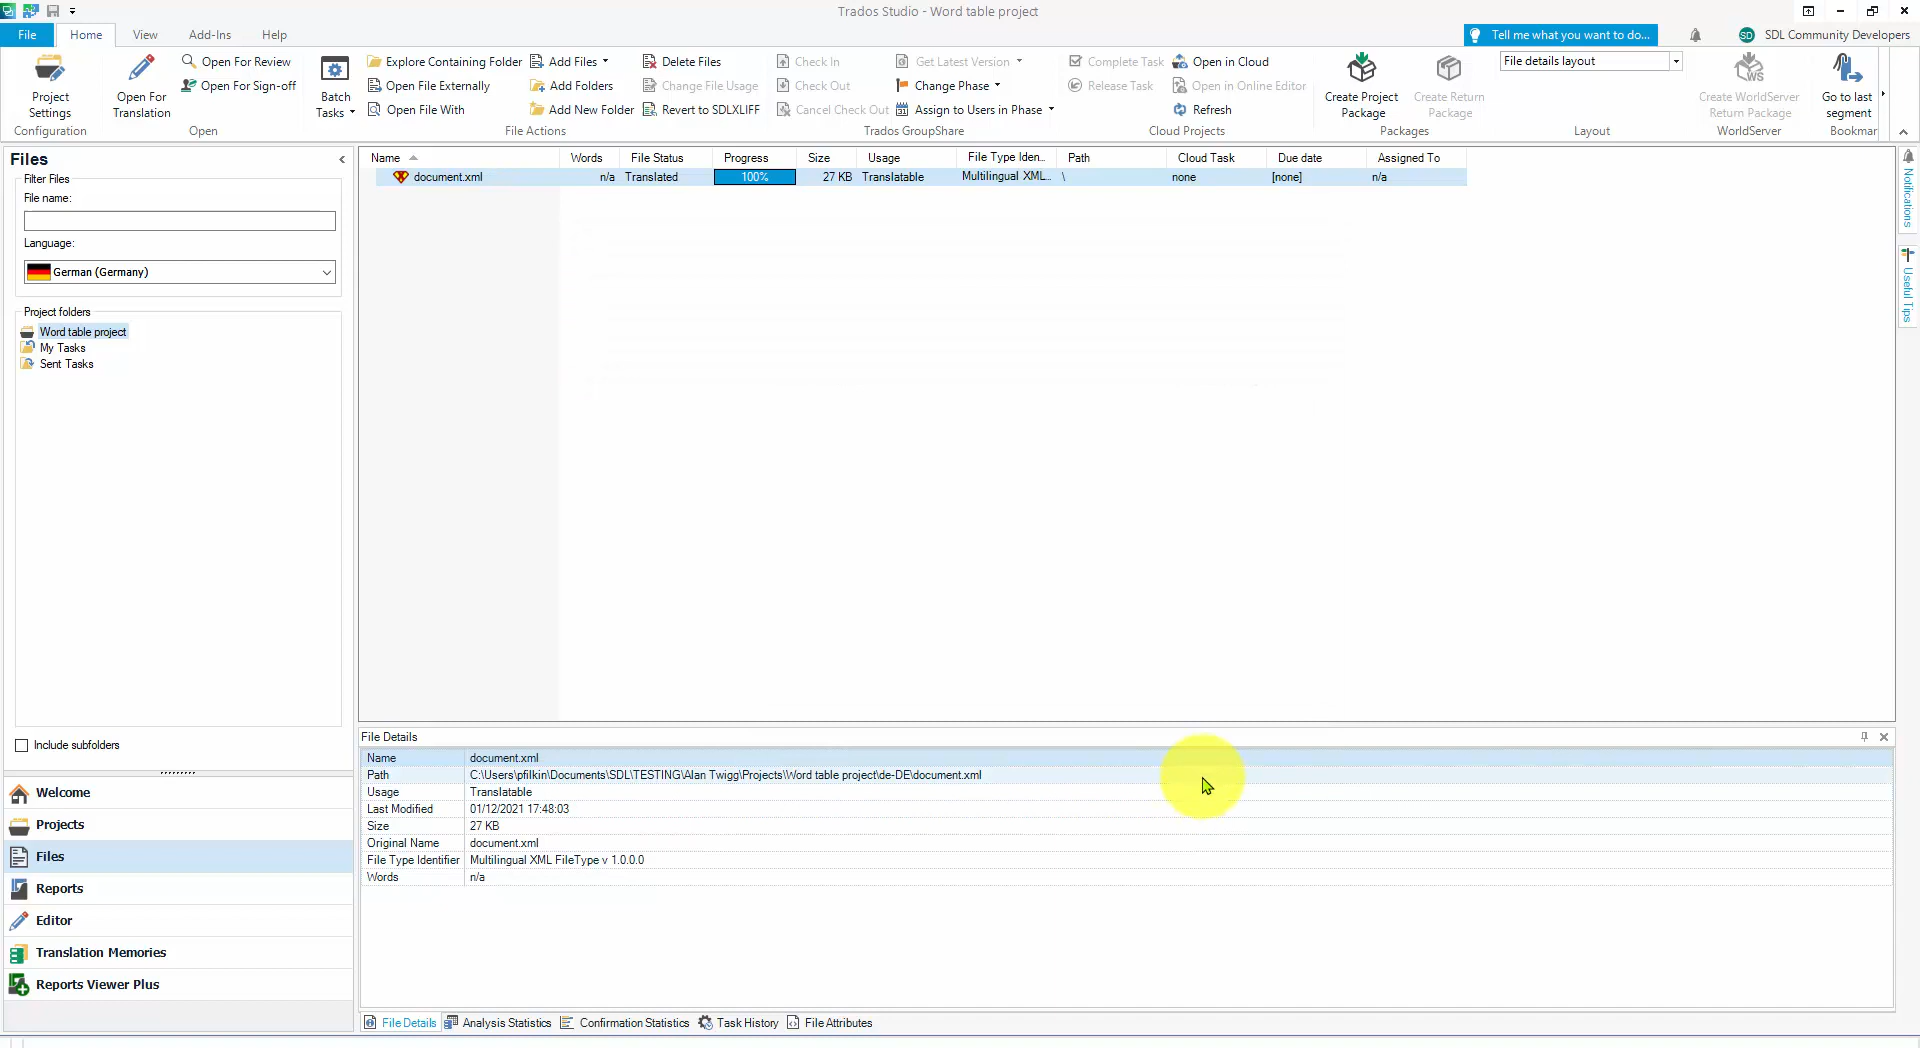 Trados Studio - Word table project
File Home View Add-Ins Help Tell me what you want to do... SD SDL Community Developers
Project Settings
Configuration
Open For Translation
Open For Review
Open For Sign-off
Open
Batch Tasks
Explore Containing Folder
Open File Externally
Open File With
Add Files
Add Folders
Add New Folder
Delete Files
Change File Usage
Revert to SDLXLIFF
File Actions
Check In
Check Out
Cancel Check Out
Get Latest Version
Change Phase
Assign to Users in Phase
Trados GroupShare
Complete Task
Release Task
Open in Cloud
Open in Online Editor
Refresh
Cloud Projects
Create Project Package
Create Return Package
Packages
File details layout
Layout
WS
Create WorldServer Return Package
WorldServer
Go to last segment
Bookmar
Files
Filter Files
File name:
Language:
German (Germany)
Project folders
Word table project
My Tasks
Sent Tasks
Include subfolders
Welcome
Projects
Files
Reports
Editor
Translation Memories
Reports Viewer Plus
Name Words File Status Progress Size Usage File Type Iden... Path Cloud Task Due date Assigned To
document.xml n/a Translated 100% 27 KB Translatable Multilingual XML... \ none [none] n/a
File Details
Name document.xml
Path C:\Users\pfilkin\Documents\SDL\TESTING\Alan Twigg\Projects\Word table project\de-DE\document.xml
Usage Translatable
Last Modified 01/12/2021 17:48:03
Size 27 KB
Original Name document.xml
File Type Identifier Multilingual XML FileType v 1.0.0.0
Words n/a
File Details Analysis Statistics Confirmation Statistics Task History File Attributes
Notifications
Useful Tips